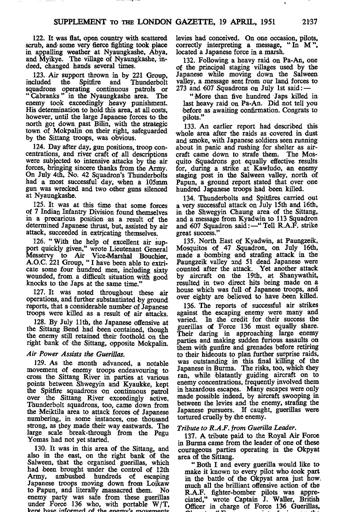 SUPPLEMENT TO THE LONDON GAZETTE, 19 APRIL, 1951 2137
122. It was flat, open country with scattered
scrub, and some very fierce fighting took place
in appalling weather at Nyaungkashe, Abya,
and Myikye. The village of Nyaungkashe, in-
deed, changed hands several times.
123. Air support thrown in by 221 Group,
included the Spitfire and Thunderbolt
squadrons operating continuous patrols or
"Cabranks" in the Nyaungkashe area. The
enemy took exceedingly heavy punishment.
His determination to hold this area, at all costs,
however, until the large Japanese forces to the
north got down past Bilin, with the strategic
town of Mokpalin on their right, safeguarded
by the Sittang troops, was obvious.
124. Day after day, gun positions, troop con-
centrations, and river craft of all descriptions
were subjected to intensive attacks by the air
forces, bringing sincere thanks from the Army.
On July 4th, No. 42 Squadron's Thunderbolts
had a most successful day, when a 105mm
gun was wrecked and two other guns silenced
at Nyaungkashe.
125. It was at this time that some forces
of 7 Indian Infantry Division found themselves
in a precarious position as a result of the
determined Japanese thrust, but, assisted by air
attack, succeeded in extricating themselves.
126. "With the help of excellent air sup-
port quickly given," wrote Lieutenant General
Messervy to Air Vice-Marshal Bouchier,
A.O.C. 221 Group, "I have been able to extri-
cate some four hundred men, including sixty
wounded, from a difficult situation with good
knocks to the Japs at the same time."
127. It was noted throughout these air
operations, and further substantiated by ground
reports, that a considerable number of Japanese
troops were killed as a result of air attacks.
128. By July 11th, the Japanese offensive at
the Sittang Bend had been contained, though
the enemy still retained their foothold on the
right bank of the Sittang, opposite Mokpalin.
Air Power Assists the Guerillas.
129. As the month advanced, a notable
movement of enemy troops endeavouring to
cross the Sitting River in parties at various
points between Shwegyin and Kyaukke, kept
the Spitfire squadrons on continuous patrol
over the Sittang River exceedingly active.
Thunderbolt squadrons, too, came down from
the Meiktila area to attack forces of Japanese
numbering, in some instances, one thousand
strong, as they made their way eastwards. The
large scale break-through from the Pegu
Yomas had not yet started.
130. It was in this area of the Sittang, and
also in the east, on the right bank of the
Salween, that the organised guerillas, which
had been brought under the control of 12th
Army, ambushed hundreds of escaping
Japanese troops moving down from Loikaw
to Papun, and literally massacred them. No
enemy party was safe from these guerillas
under Force 136 who, with portable W/T,
kept base informed of the enemy's movements
levies had conceived. On one occasion, pilots,
correctly interpreting a message, "In M",
located a Japanese force in a marsh.
132. Following a heavy raid on Pa-An, one
of the principal staging villages used by the
Japanese while moving down the Salween
valley, a message sent from our land forces to
273 and 607 Squadrons on July 1st said:—
"More than five hundred Japs killed in
last heavy raid on Pa-An. Did not tell you
before as awaiting confirmation. Congrats to
pilots."
133. An earlier report had described this
whole area after the raids as covered in dust
and smoke, with Japanese soldiers seen running
about in panic and rushing for shelter as air-
craft came down to strafe them. The Mos-
quito Squadrons got equally effective results
for, during a strike at Kawludo, an enemy
staging post in the Salween valley, north of
Papun, a ground report stated that over one
hundred Japanese troops had been killed.
134. Thunderbolts and Spitfires carried out
a very successful attack on July 15th and 16th,
in the Shwegyin Chaung area of the Sittang,
and a message from Kyadwin to 113 Squadron
and 607 Squadron said:—"Tell R.A.F. strike
great success."
135. North East of Kyadwin, at Paungzeik,
Mosquitos of 47 Squadron, on July 16th,
made a bombing and strafing attack in the
Paungzeik valley and 51 dead Japanese were
counted after the attack. Yet another attack
by aircraft on the 19th, at Shanywathit,
resulted in two direct hits being made on a
house which was full of Japanese troops, and
over eighty are believed to have been killed.
136. The reports of successful air strikes
against the escaping enemy were many and
varied. In the credit for their success the
guerillas of Force 136 must equally share.
Their daring in approaching large enemy
parties and making sudden furious assaults on
them with gunfire and grenades before retiring
to their hideouts to plan further surprise raids,
was outstanding in this final killing of the
Japanese in Burma. The risks, too, which they
ran, while blatantly guiding aircraft on to
enemy concentrations, frequently involved them
in hazardous escapes. Many escapes were only
made possible indeed, by aircraft swooping in
between the levies and the enemy, strafing the
Japanese pursuers. If caught, guerillas were
tortured cruelly by the enemy.
Tribute to R.A.F. from Guerilla Leader.
137. A tribute paid to the Royal Air Force
in Burma came from the leader of one of these
courageous parties operating in the Okpyat
area of the Sittang.
"Both I and every guerilla would like to
make it known to every pilot who took part
in the battle of the Okpyat area just how
much all the brilliant offensive action of the
R.A.F. fighter-bomber pilots was appre-
ciated," wrote Captain J. Waller, British
Officer in charge of Force 136 Guerillas,